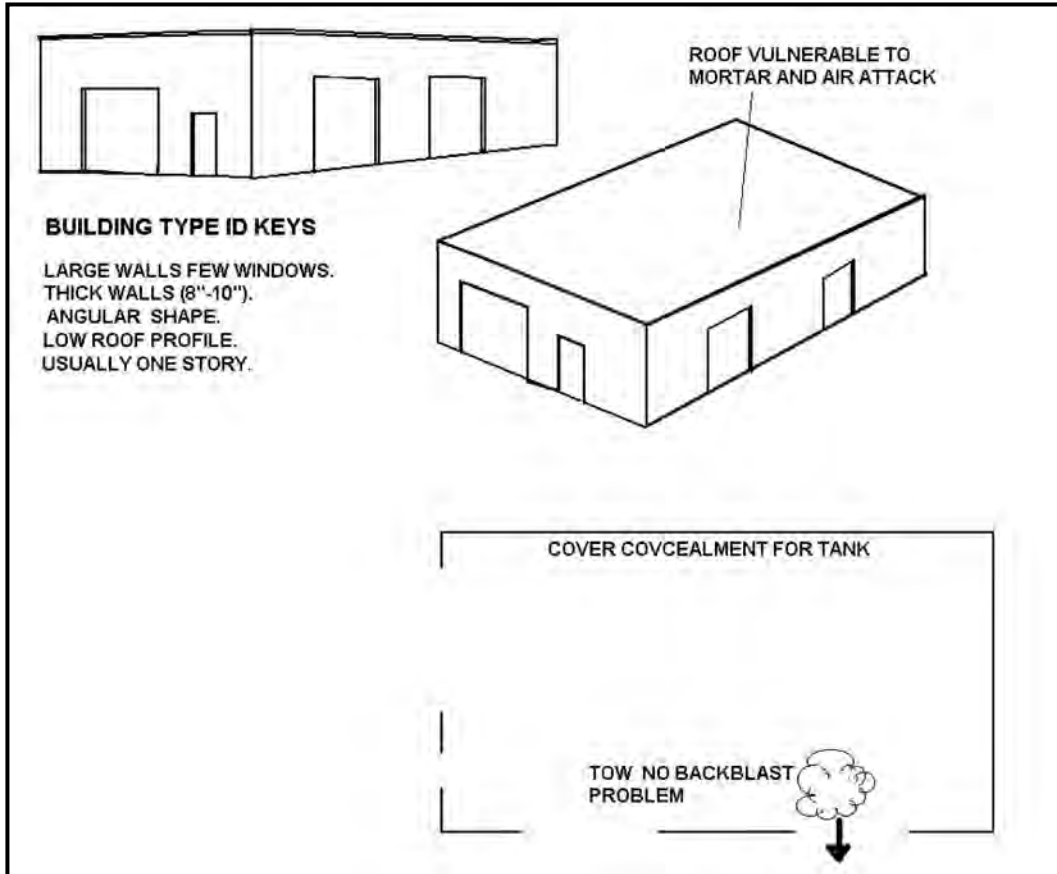 ROOF VULNERABLE TO
MORTAR AND AIR ATTACK
BUILDING TYPE ID KEYS
LARGE WALLS FEW WINDOWS.
THICK WALLS (8"-10").
ANGULAR SHAPE.
LOW ROOF PROFILE.
USUALLY ONE STORY.
COVER COVCEALMENT FOR TANK
TOW NO BACKBLAST
PROBLEM